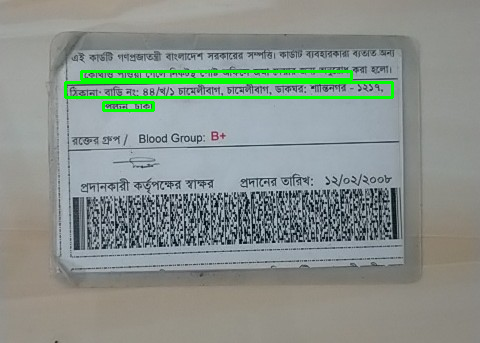 এই কার্ডটি গণপ্রজাতন্ত্রী বাংলাদেশ সরকারের সম্পত্তি। কার্ডটি ব্যবহারকারী ব্যতীত অন্য
কোথাও পাওয়া গেলে নিকটস্থ পোস্ট অফিসে জমা দেবার জন্য অনুরোধ করা হলো।
ঠিকানা- বাড়ি নং: ৪৪/খ/১ চামেলীবাগ, চামেলীবাগ, ডাকঘর: শান্তিনগর - ১২১৭,
পল্টন, ঢাকা
রক্তের গ্রুপ / Blood Group: B+
প্রদানকারী কর্তৃপক্ষের স্বাক্ষর প্রদানের তারিখ: ১২/০২/২০০৮